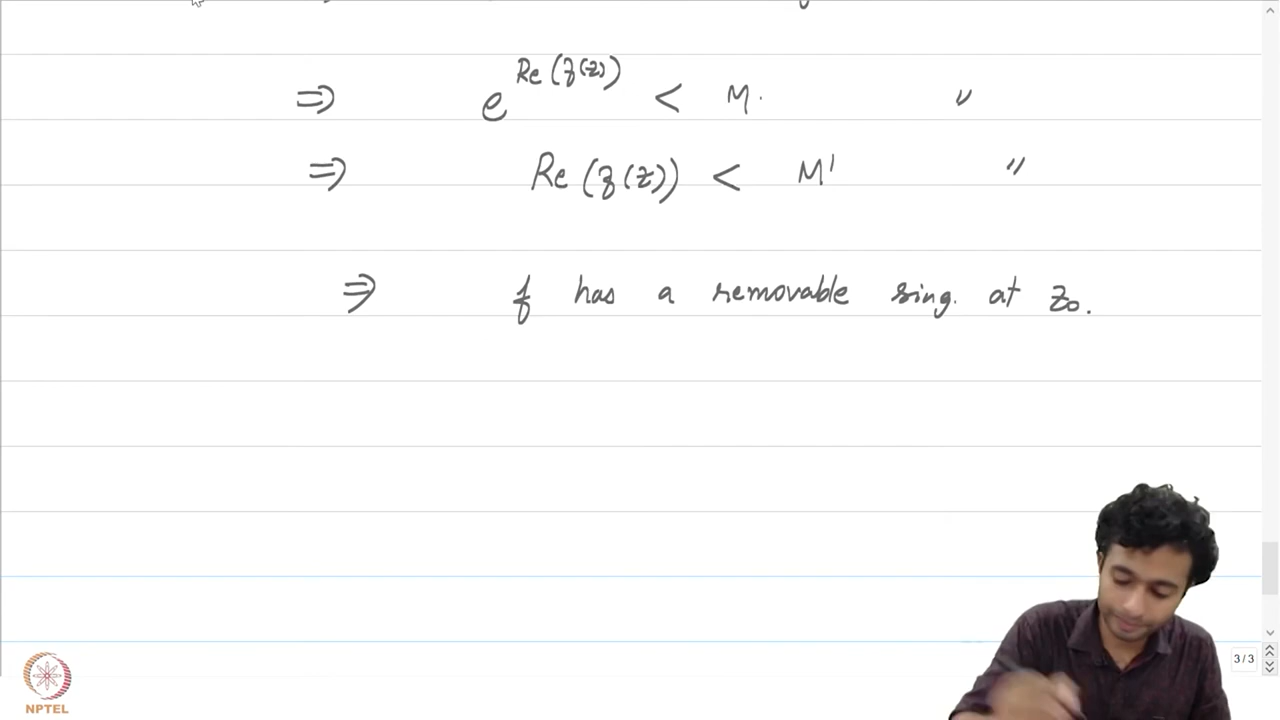 ⇒ e^{Re(f(z))} < M. "
⇒ Re(f(z)) < M' "
⇒ f has a removable sing. at z₀.
3/3
NPTEL